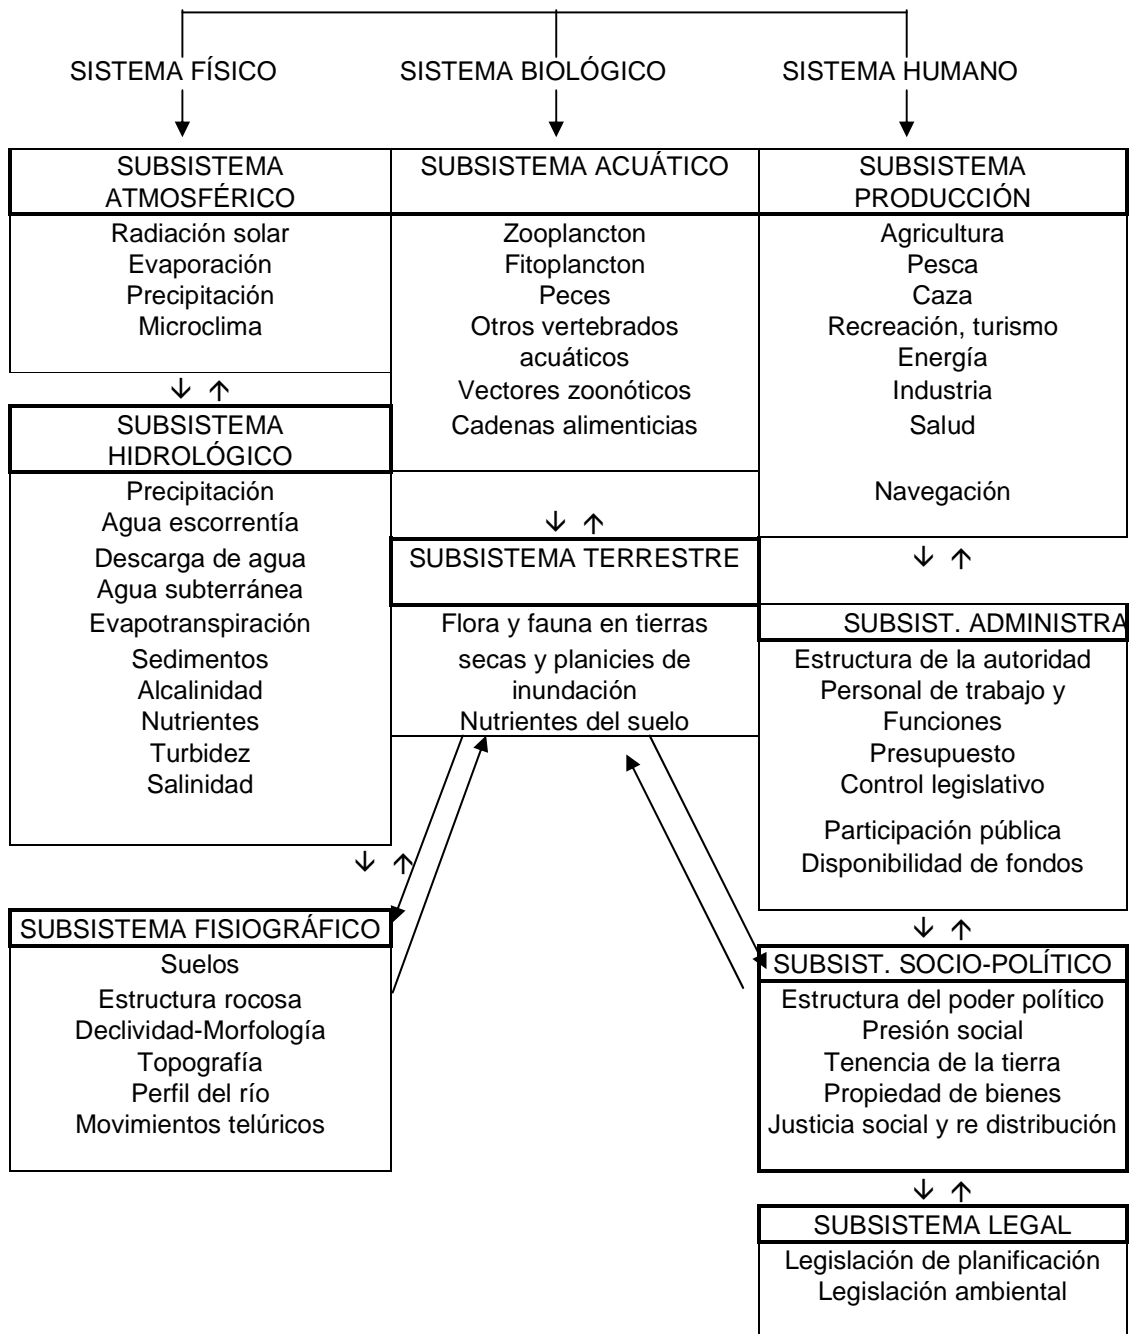 SISTEMA FÍSICO
SISTEMA BIOLÓGICO
SISTEMA HUMANO
SUBSISTEMA
ATMOSFÉRICO
Radiación solar
Evaporación
Precipitación
Microclima
SUBSISTEMA
HIDROLÓGICO
Precipitación
Agua escorrentía
Descarga de agua
Agua subterránea
Evapotranspiración
Sedimentos
Alcalinidad
Nutrientes
Turbidez
Salinidad
SUBSISTEMA FISIOGRÁFICO
Suelos
Estructura rocosa
Declividad-Morfología
Topografía
Perfil del río
Movimientos telúricos
SUBSISTEMA ACUÁTICO
Zooplancton
Fitoplancton
Peces
Otros vertebrados
acuáticos
Vectores zoonóticos
Cadenas alimenticias
SUBSISTEMA TERRESTRE
Flora y fauna en tierras
secas y planicies de
inundación
Nutrientes del suelo
SUBSISTEMA
PRODUCCIÓN
Agricultura
Pesca
Caza
Recreación, turismo
Energía
Industria
Salud
Navegación
SUBSIST. ADMINISTRA
Estructura de la autoridad
Personal de trabajo y
Funciones
Presupuesto
Control legislativo
Participación pública
Disponibilidad de fondos
SUBSIST. SOCIO-POLÍTICO
Estructura del poder político
Presión social
Tenencia de la tierra
Propiedad de bienes
Justicia social y re distribución
SUBSISTEMA LEGAL
Legislación de planificación
Legislación ambiental